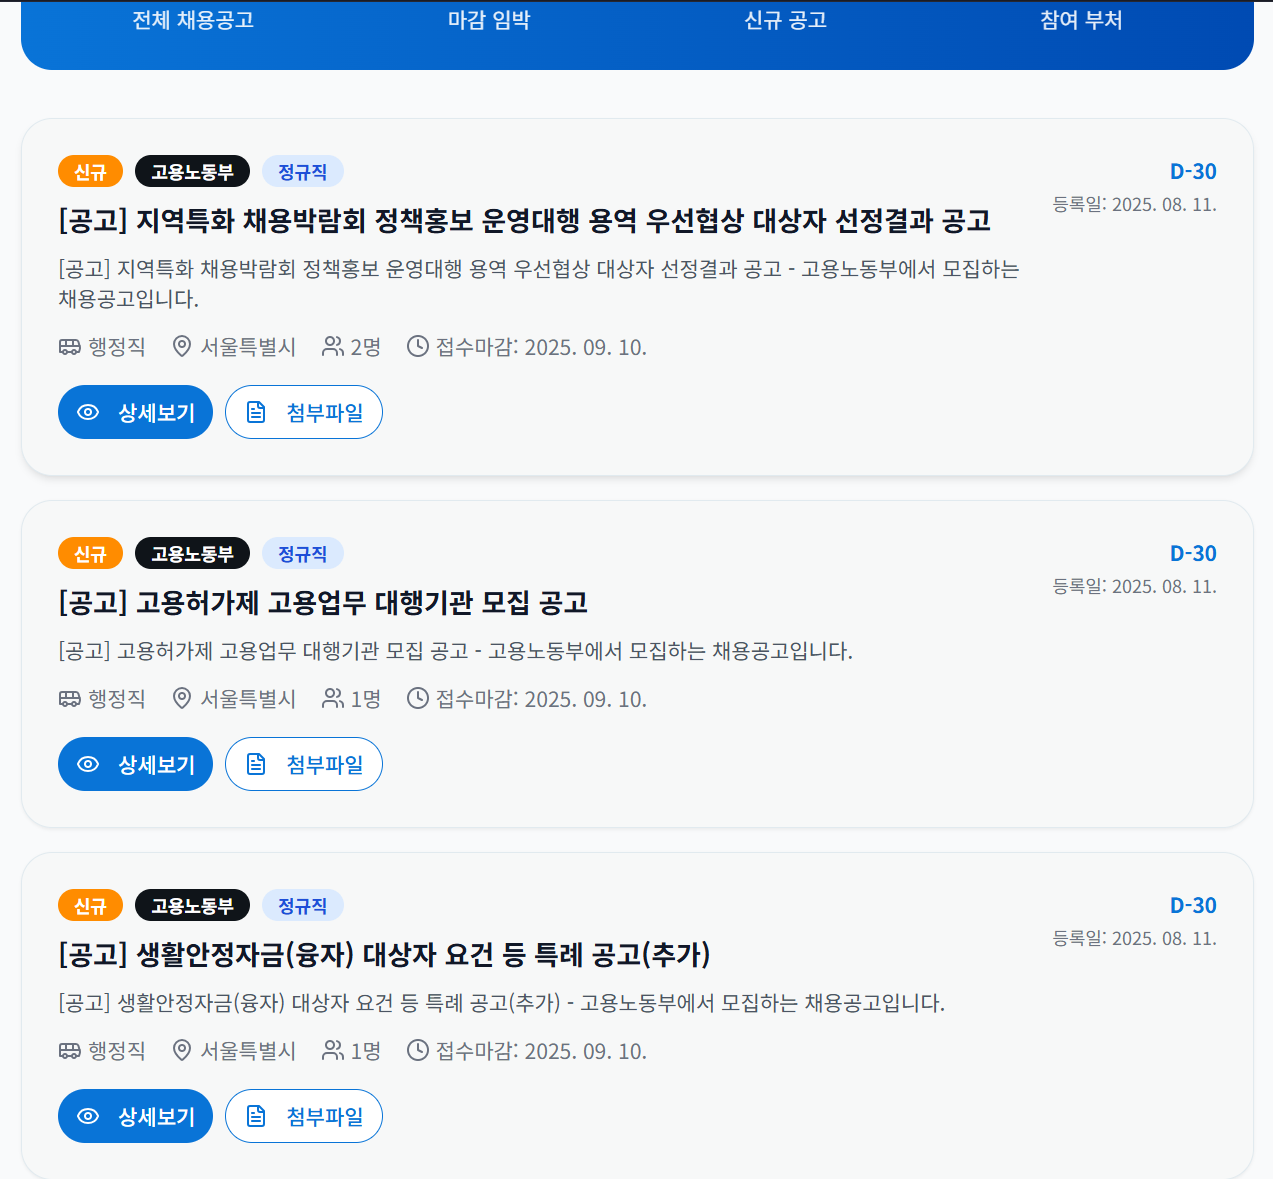 전체 채용공고 마감 임박 신규 공고 참여 부처
신규 고용노동부 정규직 D-30
등록일: 2025. 08. 11.
[공고] 지역특화 채용박람회 정책홍보 운영대행 용역 우선협상 대상자 선정결과 공고
[공고] 지역특화 채용박람회 정책홍보 운영대행 용역 우선협상 대상자 선정결과 공고 - 고용노동부에서 모집하는
채용공고입니다.
행정직 서울특별시 2명 접수마감: 2025. 09. 10.
상세보기 첨부파일
신규 고용노동부 정규직 D-30
등록일: 2025. 08. 11.
[공고] 고용허가제 고용업무 대행기관 모집 공고
[공고] 고용허가제 고용업무 대행기관 모집 공고 - 고용노동부에서 모집하는 채용공고입니다.
행정직 서울특별시 1명 접수마감: 2025. 09. 10.
상세보기 첨부파일
신규 고용노동부 정규직 D-30
등록일: 2025. 08. 11.
[공고] 생활안정자금(융자) 대상자 요건 등 특례 공고(추가)
[공고] 생활안정자금(융자) 대상자 요건 등 특례 공고(추가) - 고용노동부에서 모집하는 채용공고입니다.
행정직 서울특별시 1명 접수마감: 2025. 09. 10.
상세보기 첨부파일